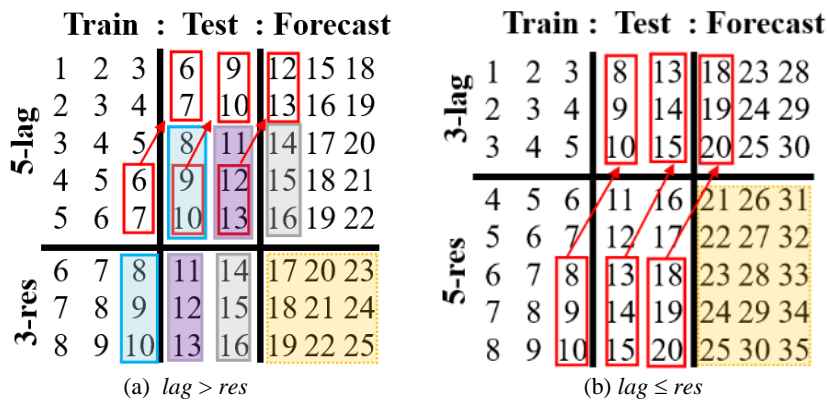 Train : Test : Forecast
5-lag
1 2 3 6 9 12 15 18
2 3 4 7 10 13 16 19
3 4 5 8 11 14 17 20
4 5 6 9 12 15 18 21
5 6 7 10 13 16 19 22
3-res
6 7 8 11 14 17 20 23
7 8 9 12 15 18 21 24
8 9 10 13 16 19 22 25
(a) lag > res
Train : Test : Forecast
3-lag
1 2 3 8 13 18 23 28
2 3 4 9 14 19 24 29
3 4 5 10 15 20 25 30
5-res
4 5 6 11 16 21 26 31
5 6 7 12 17 22 27 32
6 7 8 13 18 23 28 33
7 8 9 14 19 24 29 34
8 9 10 15 20 25 30 35
(b) lag ≤ res